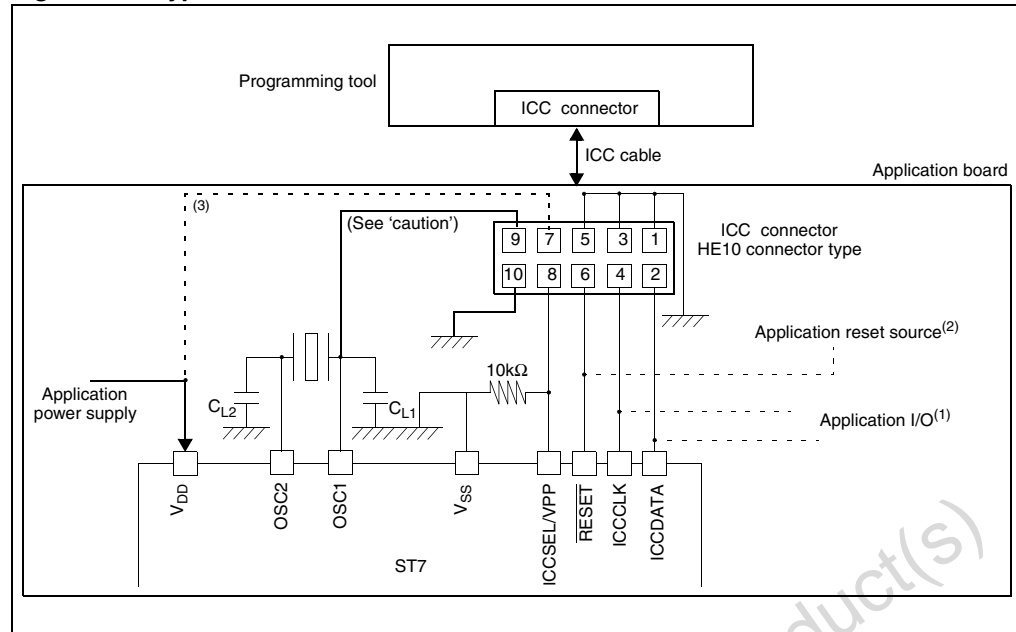 Programming tool
ICC connector
ICC cable
Application board
(3)
(See ‘caution’)
9 7 5 3 1
10 8 6 4 2
ICC connector
HE10 connector type
Application reset source(2)
10kΩ
Application
power supply
CL2
CL1
Application I/O(1)
VDD
OSC2
OSC1
VSS
ICCSEL/VPP
RESET
ICCCLK
ICCDATA
ST7